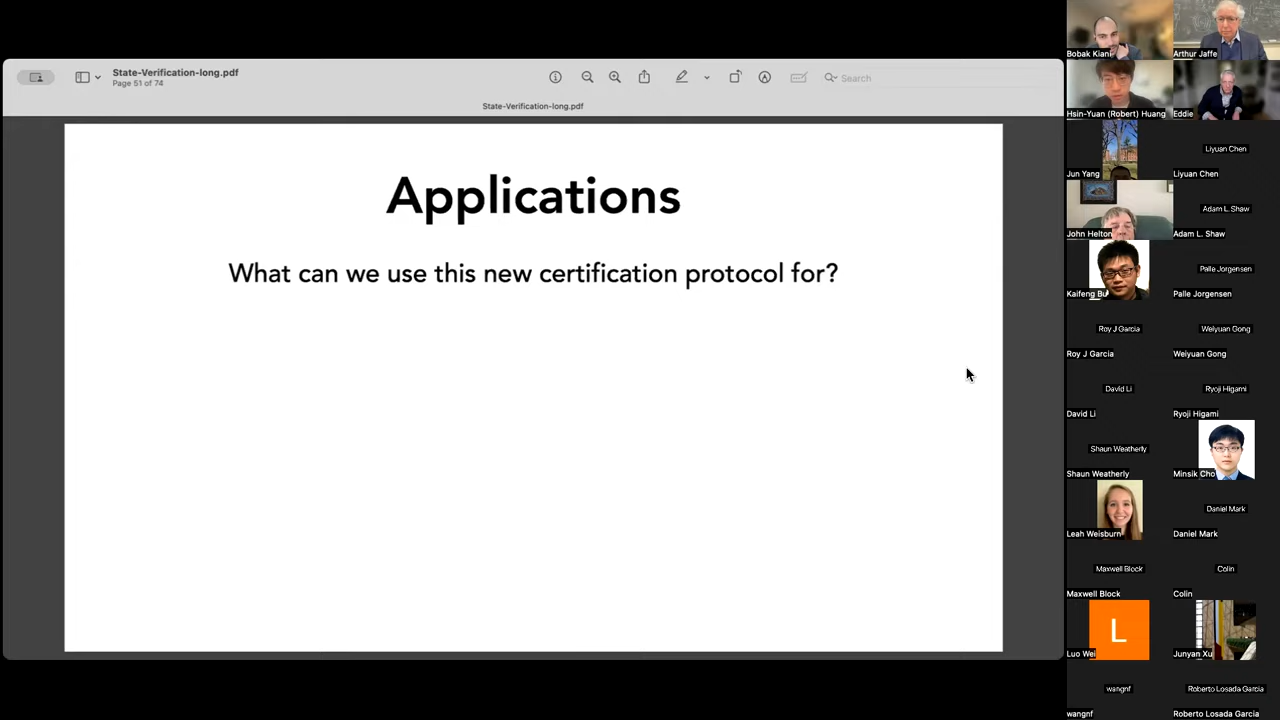 State-Verification-long.pdf
Page 51 of 74
Search
State-Verification-long.pdf
Applications
What can we use this new certification protocol for?
Bobak Kiani
Arthur Jaffe
Hsin-Yuan (Robert) Huang
Eddie
Jun Yang
Liyuan Chen
Liyuan Chen
John Helton
Adam L. Shaw
Adam L. Shaw
Kaifeng Bu
Palle Jorgensen
Palle Jorgensen
Roy J Garcia
Roy J Garcia
Weiyuan Gong
Weiyuan Gong
David Li
David Li
Ryoji Higami
Ryoji Higami
Shaun Weatherly
Shaun Weatherly
Minsik Cho
Leah Weisburn
Daniel Mark
Daniel Mark
Maxwell Block
Maxwell Block
Colin
Colin
L
Luo Wei
Junyan Xu
wangnf
wangnf
Roberto Losada Garcia
Roberto Losada Garcia